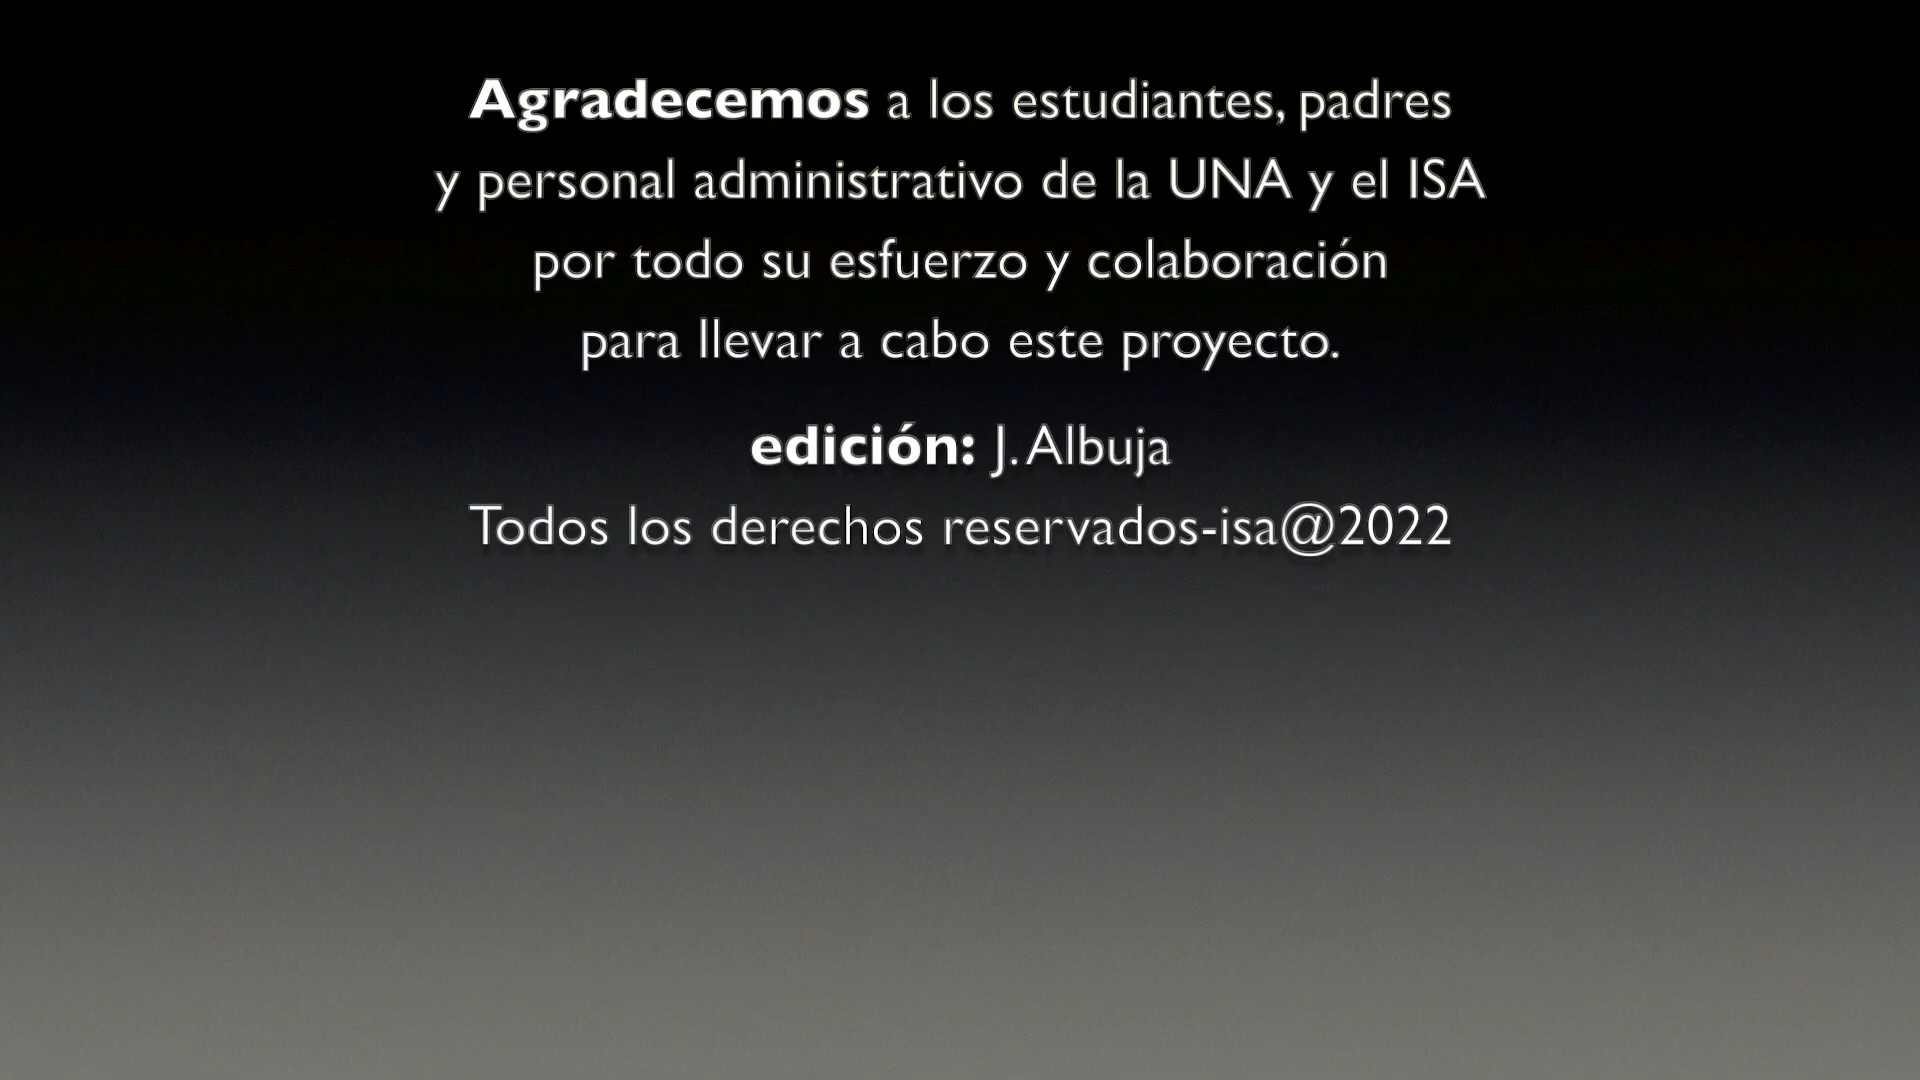 Agradecemos a los estudiantes, padres
y personal administrativo de la UNA y el ISA
por todo su esfuerzo y colaboración
para llevar a cabo este proyecto.
edición: J. Albuja
Todos los derechos reservados-isa@2022